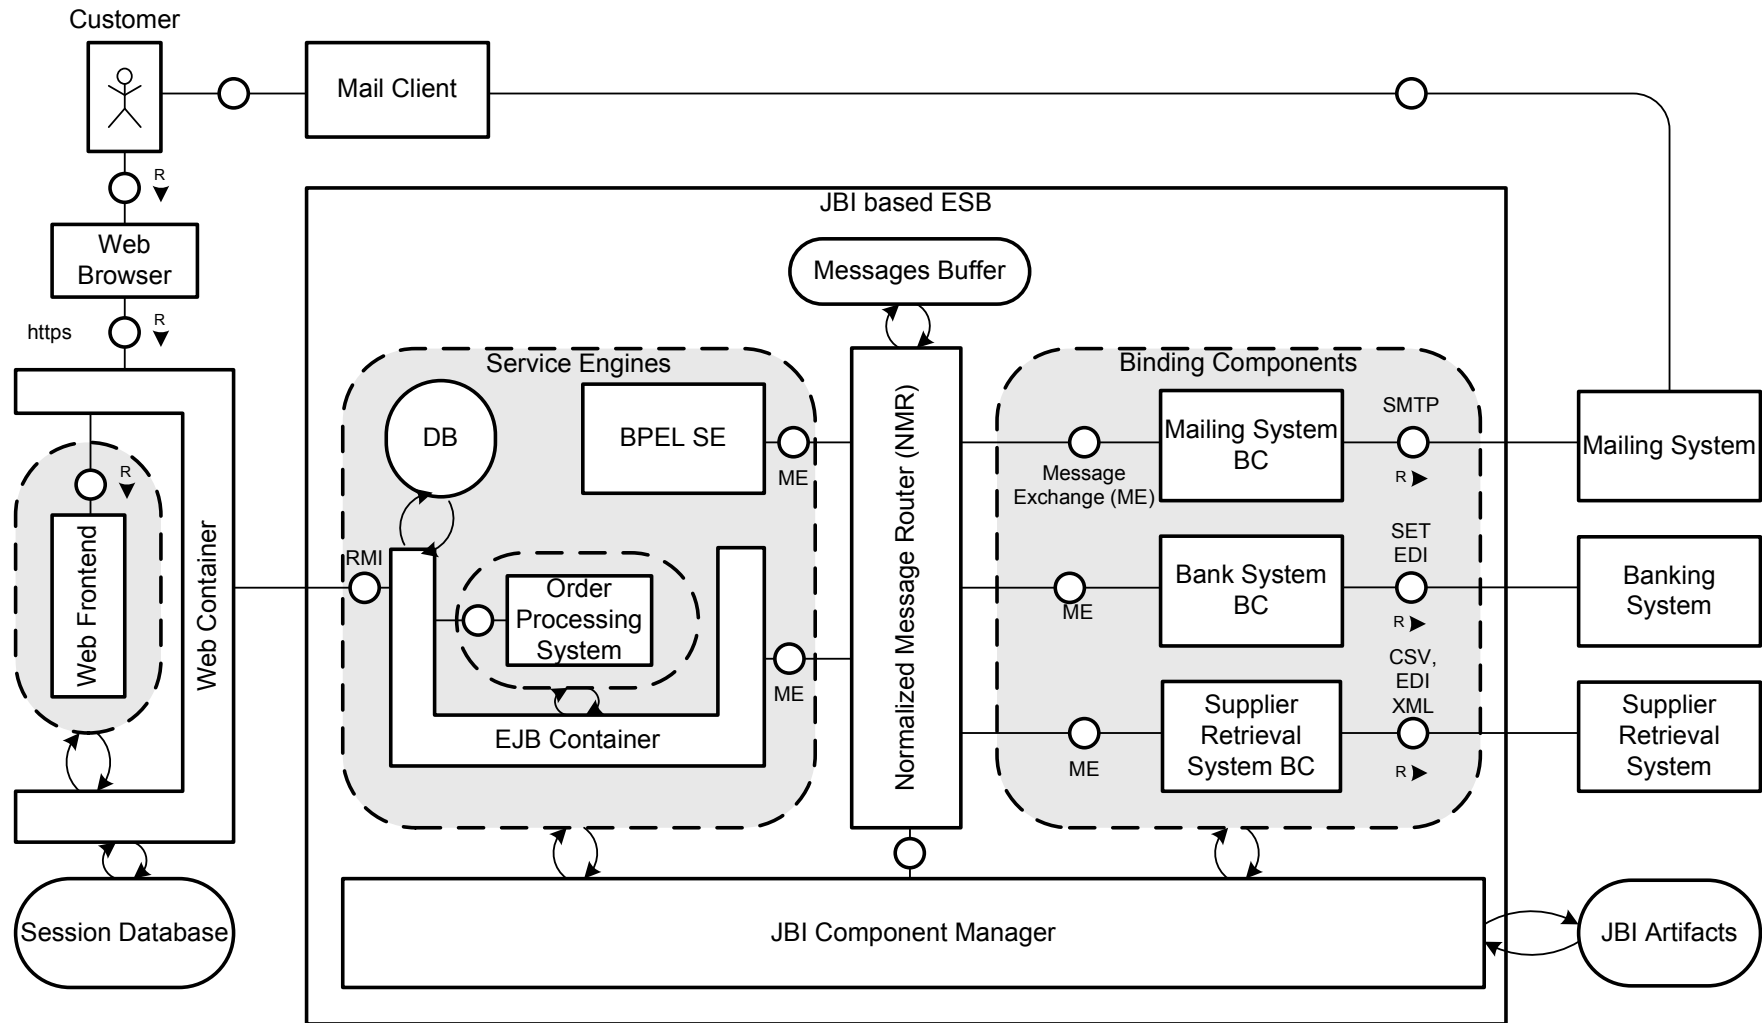 Customer
Mail Client
R
JBI based ESB
Web
Browser
Messages Buffer
https
R
Service Engines
Binding Components
DB
BPEL SE
ME
Normalized Message Router (NMR)
Message
Exchange (ME)
Mailing System
BC
SMTP
R
Mailing System
R
Web Frontend
Web Container
RMI
Order
Processing
System
EJB Container
ME
ME
Bank System
BC
SET
EDI
R
Banking
System
ME
Supplier
Retrieval
System BC
CSV,
EDI
XML
R
Supplier
Retrieval
System
Session Database
JBI Component Manager
JBI Artifacts